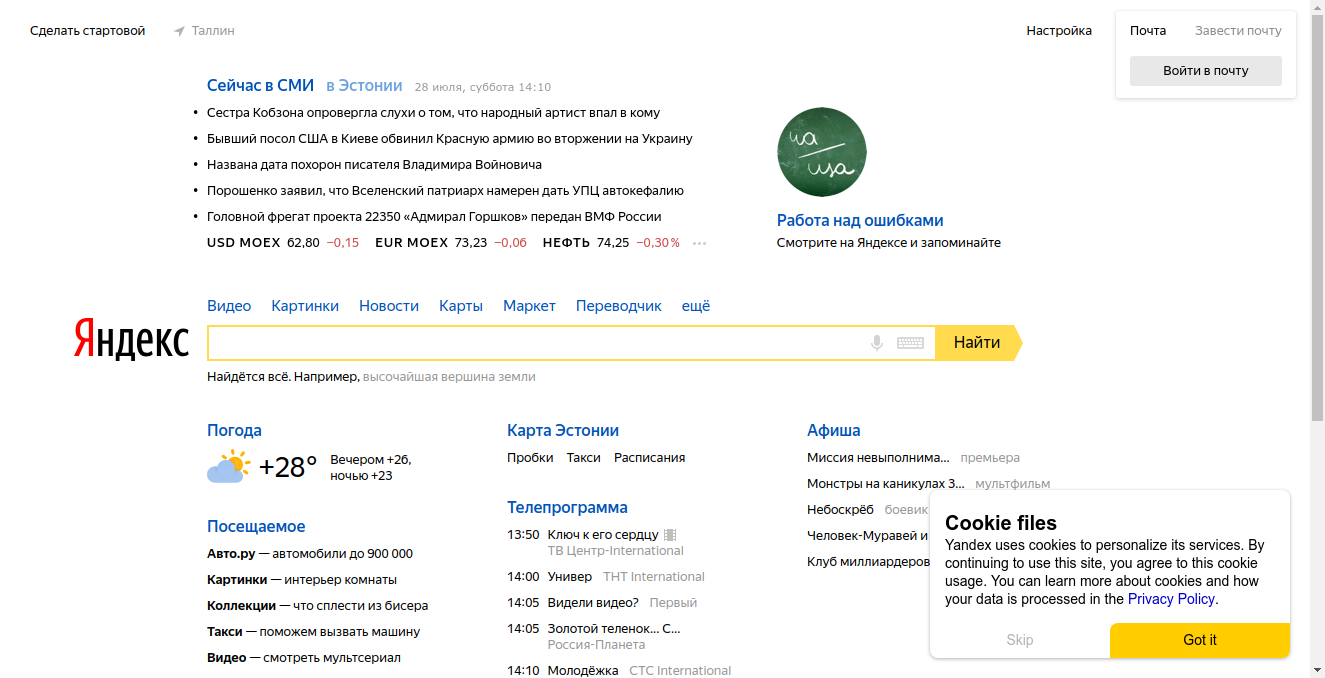 Сделать стартовой Таллин Настройка Почта Завести почту
Войти в почту
Сейчас в СМИ в Эстонии 28 июля, суббота 14:10
Сестра Кобзона опровергла слухи о том, что народный артист впал в кому
Бывший посол США в Киеве обвинил Красную армию во вторжении на Украину
Названа дата похорон писателя Владимира Войновича
Порошенко заявил, что Вселенский патриарх намерен дать УПЦ автокефалию
Головной фрегат проекта 22350 «Адмирал Горшков» передан ВМФ России
USD MOEX 62,80 −0,15 EUR MOEX 73,23 −0,06 НЕФТЬ 74,25 −0,30%
ua
usa
Работа над ошибками
Смотрите на Яндексе и запоминайте
Видео Картинки Новости Карты Маркет Переводчик ещё
Яндекс
Найти
Найдётся всё. Например, высочайшая вершина земли
Погода
+28° Вечером +26,
ночью +23
Посещаемое
Авто.ру — автомобили до 900 000
Картинки — интерьер комнаты
Коллекции — что сплести из бисера
Такси — поможем вызвать машину
Видео — смотреть мультсериал
Карта Эстонии
Пробки Такси Расписания
Телепрограмма
13:50 Ключ к его сердцу
ТВ Центр-International
14:00 Универ ТНТ International
14:05 Видели видео? Первый
14:05 Золотой теленок... С...
Россия-Планета
14:10 Молодёжка СТС International
Афиша
Миссия невыполнима... премьера
Монстры на каникулах 3... мультфильм
Небоскрёб боевик
Человек-Муравей и
Клуб миллиардеров
Cookie files
Yandex uses cookies to personalize its services. By
continuing to use this site, you agree to this cookie
usage. You can learn more about cookies and how
your data is processed in the Privacy Policy.
Skip Got it